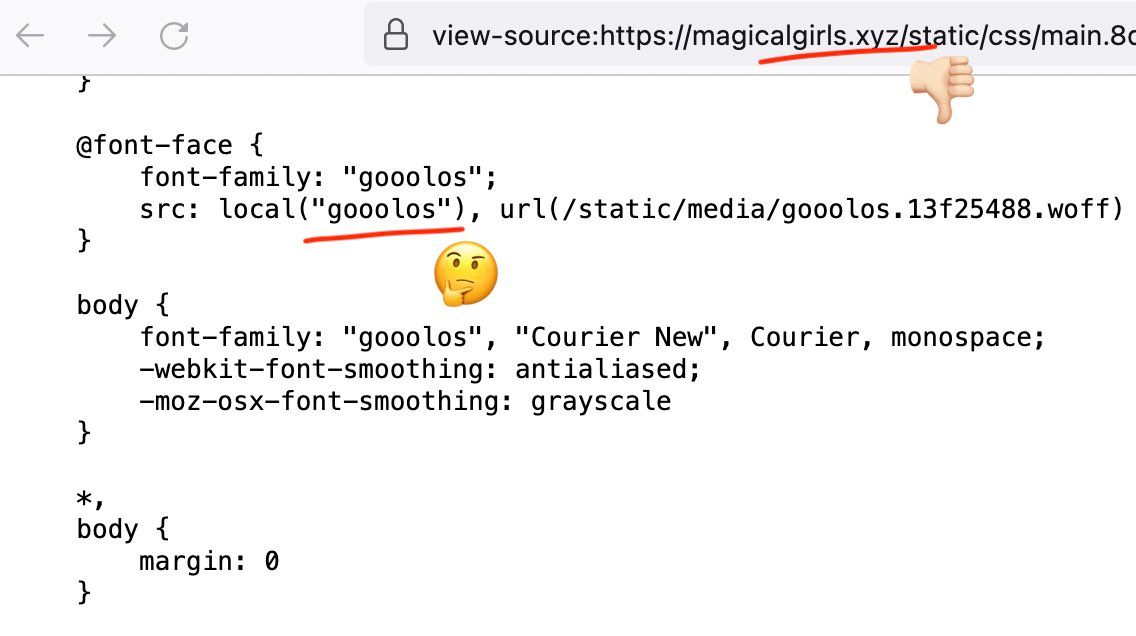 view-source:https://magicalgirls.xyz/static/css/main.8
}
@font-face {
font-family: "gooolos";
src: local("gooolos"), url(/static/media/gooolos.13f25488.woff)
}
body {
font-family: "gooolos", "Courier New", Courier, monospace;
-webkit-font-smoothing: antialiased;
-moz-osx-font-smoothing: grayscale
}
*,
body {
margin: 0
}